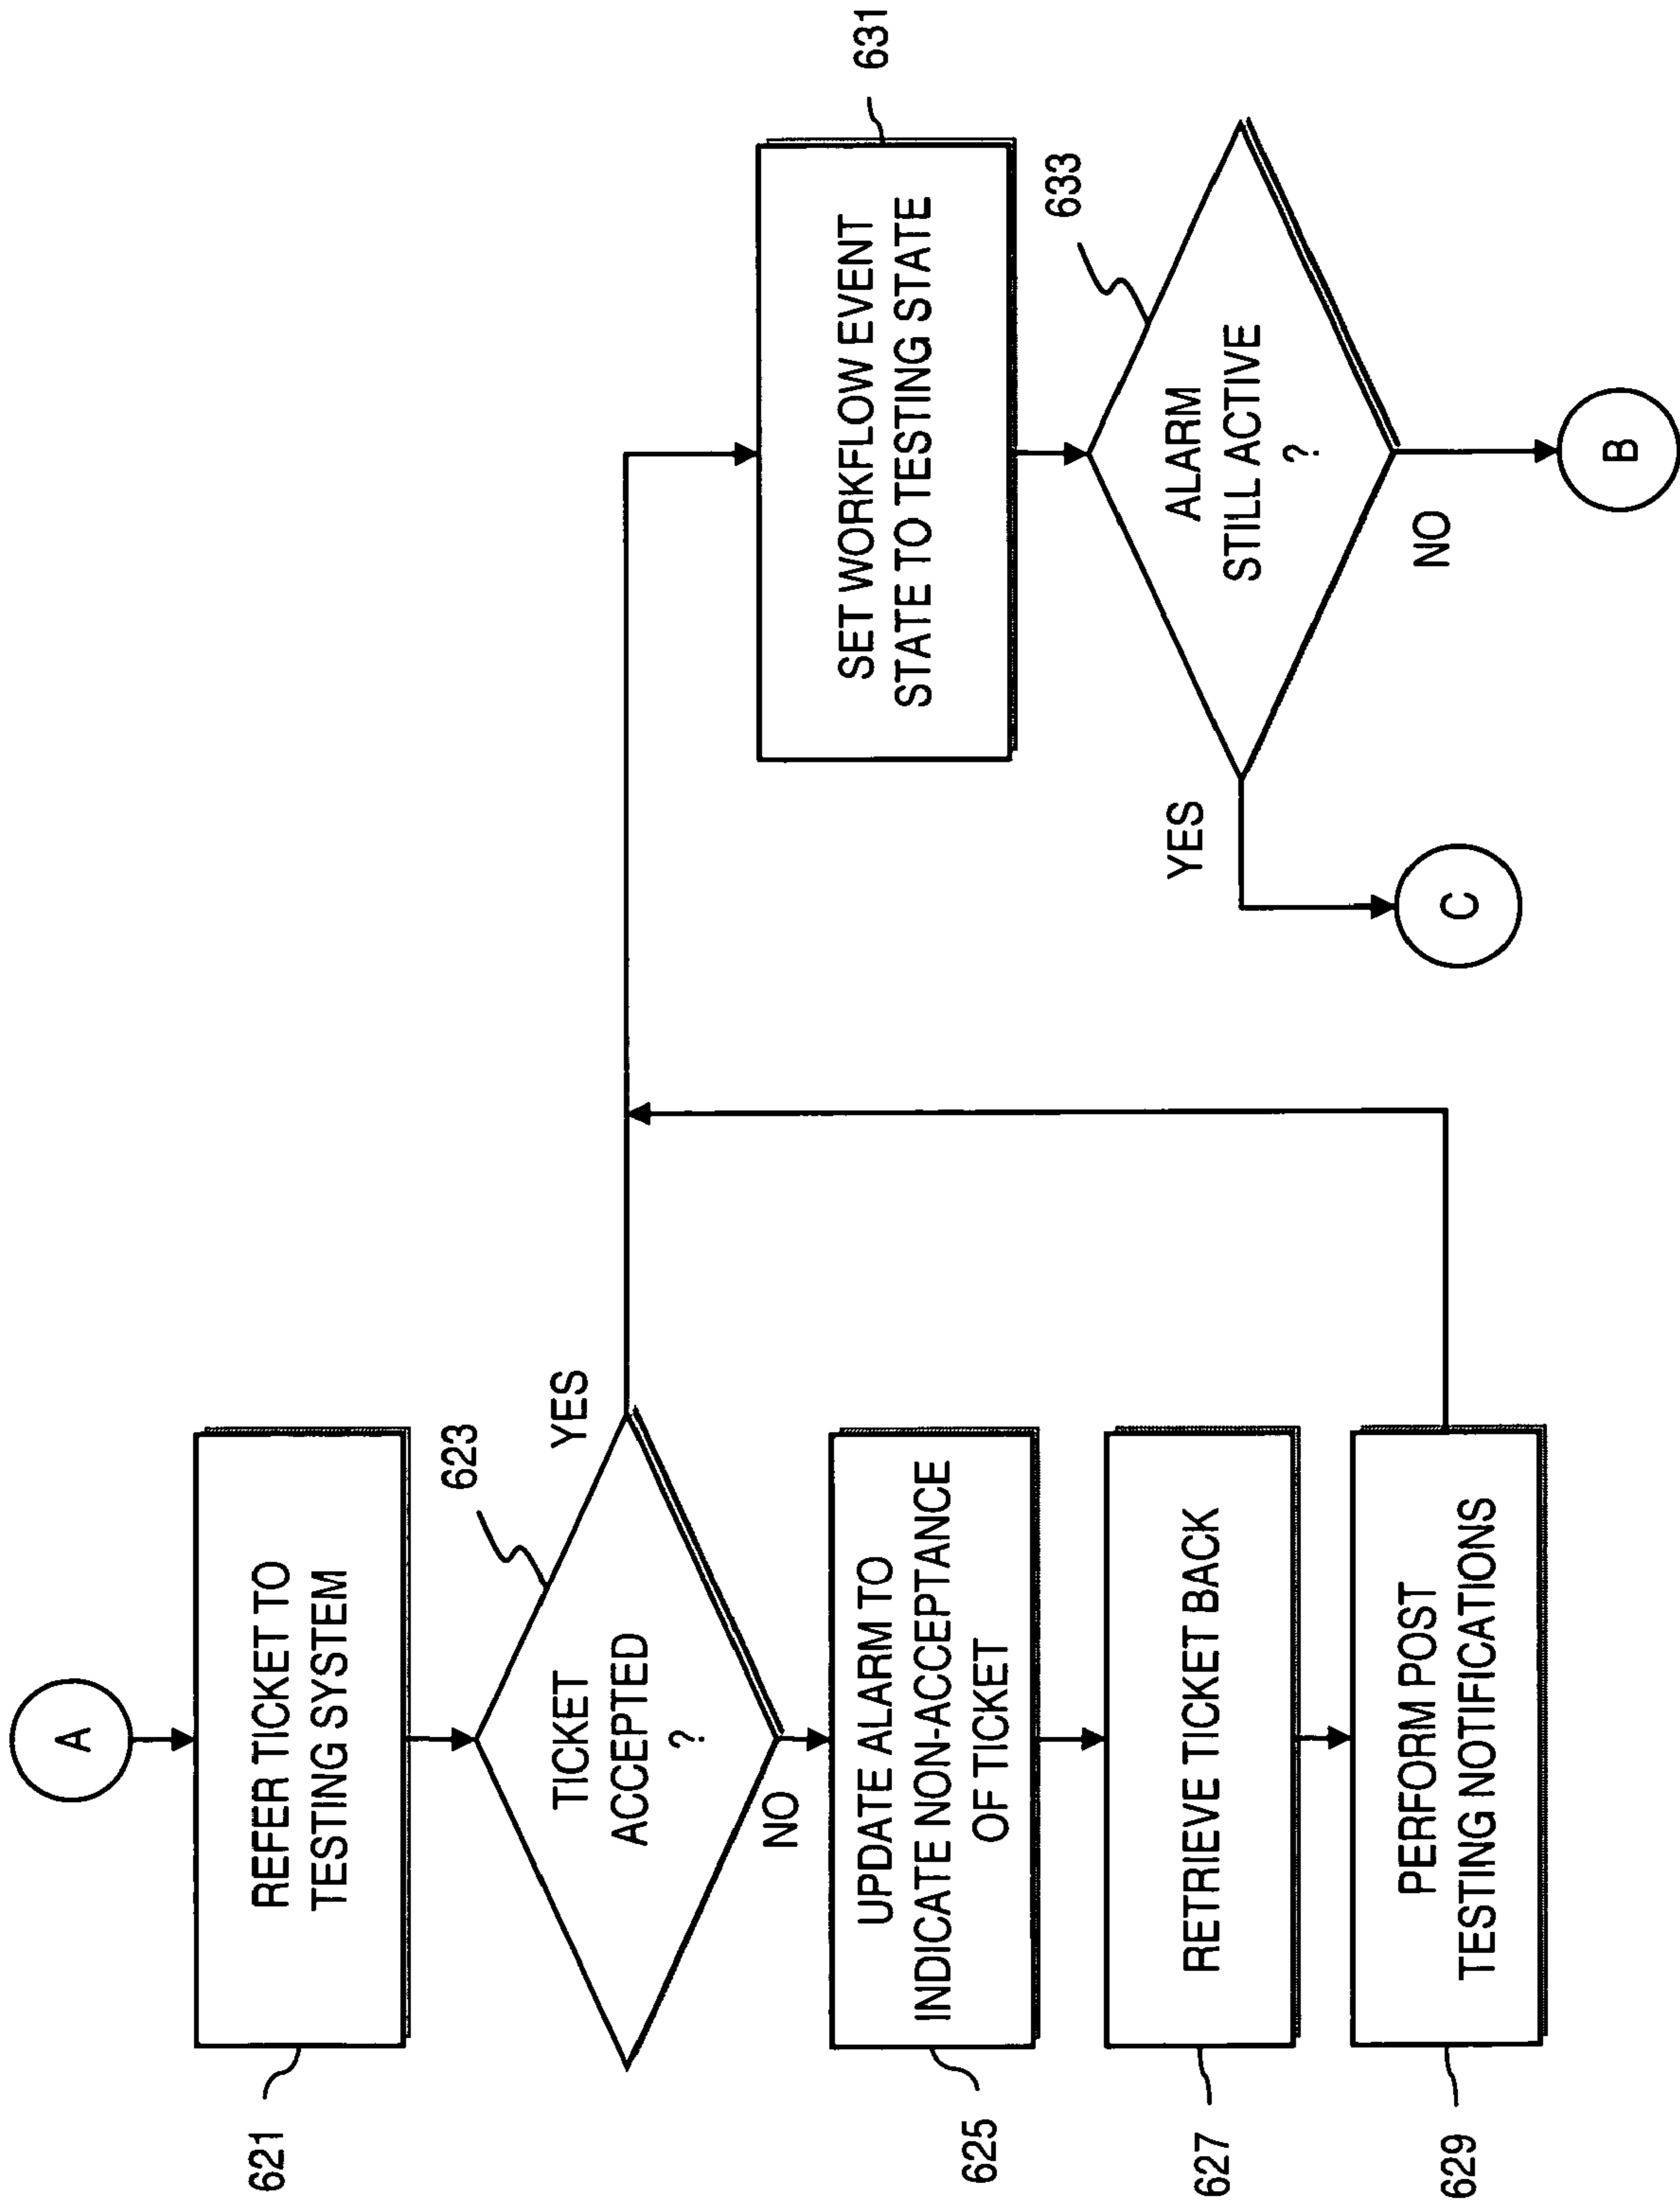 A
621
REFER TICKET TO
TESTING SYSTEM
623
TICKET
ACCEPTED
?
YES
NO
625
UPDATE ALARM TO
INDICATE NON-ACCEPTANCE
OF TICKET
627
RETRIEVE TICKET BACK
629
PERFORM POST
TESTING NOTIFICATIONS
631
SET WORKFLOW EVENT
STATE TO TESTING STATE
633
ALARM
STILL ACTIVE
?
YES
NO
C
B